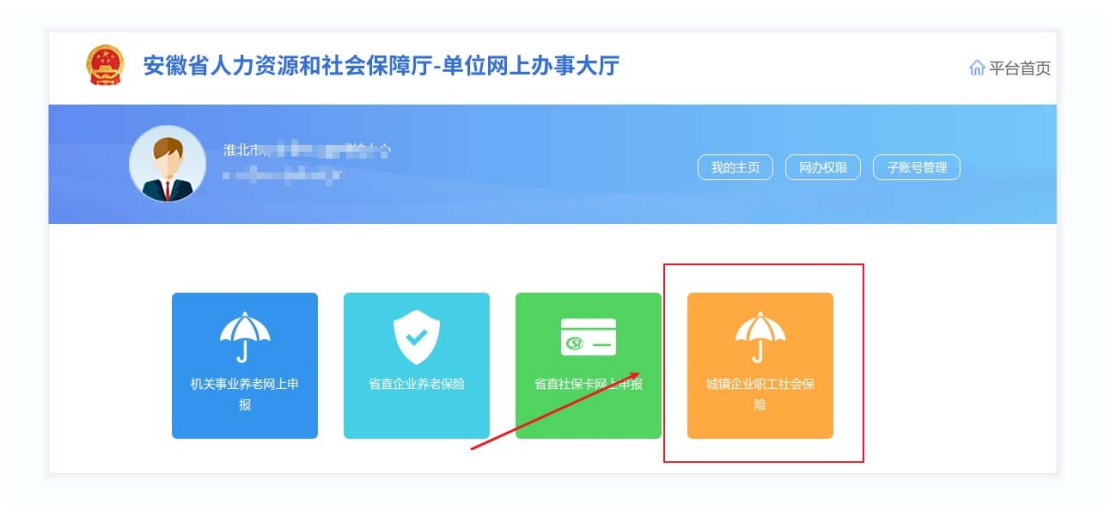 安徽省人力资源和社会保障厅-单位网上办事大厅
平台首页
淮北市
我的主页 网办权限 子账号管理
机关事业养老网上申
报
省直企业养老保险
省直社保卡网上申报
城镇企业职工社会保
险